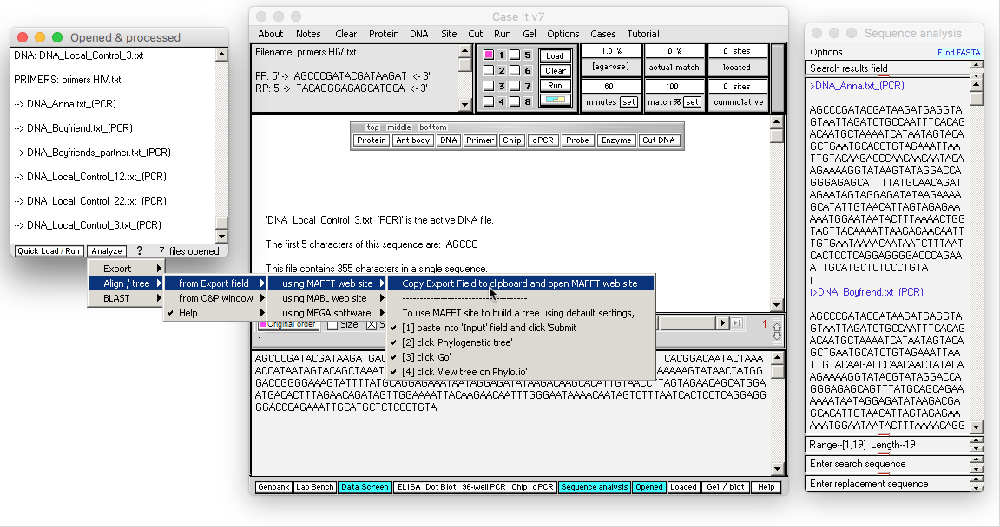 Opened & processed
DNA: DNA_Local_Control_3.txt
PRIMERS: primers HIV.txt
--> DNA_Anna.txt_(PCR)
--> DNA_Boyfriend.txt_(PCR)
--> DNA_Boyfriends_partner.txt_(PCR)
--> DNA_Local_Control_12.txt_(PCR)
--> DNA_Local_Control_22.txt_(PCR)
--> DNA_Local_Control_3.txt_(PCR)
Quick Load / Run Analyze ? 7 files opened
Export
Align / tree
BLAST
from Export field
from O&P window
Help
using MAFFT web site
using MABL web site
using MEGA software
Copy Export Field to clipboard and open MAFFT web site
------------------------------------
To use MAFFT site to build a tree using default settings,
[1] paste into 'Input' field and click 'Submit
[2] click 'Phylogenetic tree'
[3] click 'Go'
[4] click 'View tree on Phylo.io'
Case It v7
About Notes Clear Protein DNA Site Cut Run Gel Options Cases Tutorial
Filename: primers HIV.txt
FP: 5' -> AGCCCGATACGATAAGAT <- 3'
RP: 5' -> TACAGGGAGAGCATGCA <- 3'
1 5 Load
2 6 Clear
3 7 Run
4 8
1.0 % 0 % 0 sites
[agarose] actual match located
60 100 0 sites
minutes set match % set cummulative
top middle bottom
Protein Antibody DNA Primer Chip qPCR Probe Enzyme Cut DNA
'DNA_Local_Control_3.txt_(PCR)' is the active DNA file.
The first 5 characters of this sequence are: AGCCC
This file contains 355 characters in a single sequence.
Original order Size S
1
1
AGCCCGATACGATAAGATGAG
TCACGGACAATACTAAA
ACCATAATAGTACAGCTAAAT
AAAAAATGTAATAACTATGG
GACCGGGGAAAGTATTTTATGCAGGAGAAATAATAGGAGATATAAGACAAGCACATTGTAACCTTAGTAGAACATGG
ATGACACTTTAGAACAGATAGTTGGAAAATTACAAGAACAATTTGGGAATAAAACAATAGTCTTTAATCACTCCTCAGGAGG
GGACCCAGAAATTGCATGCTCTCCCTGTA
Genbank Lab Bench Data Screen ELISA Dot Blot 96-well PCR Chip qPCR Sequence analysis Opened Loaded Gel / blot Help
Sequence analysis
Options Find FASTA
Search results field
>DNA_Anna.txt_(PCR)
AGCCCGATACGATAAGATGAGGTA
GTAATTAGATCTGCCAATTTCACAG
ACAATGCTAAAATCATAATAGTACA
GCTGAATGCACCTGTAGAAATTAA
TTGTACAAGACCCAACAACAATACA
AGAAAAGGTATAAGTATAGGACCA
GGGAGAGCATTTTATGCAACAGAT
AGAATAGTAGGAGATATAAGAAAA
GCATATTGTAACATTAGTAGAGAA
AAATGGAATAATACTTTAAAACTGG
TAGTTACAAAATTAAGAGAACAATT
TGTGAATAAAACAATAATCTTTAAT
CACTCCTCAGGAGGGGACCCAGAA
ATTGCATGCTCTCCCTGTA
>DNA_Boyfriend.txt_(PCR)
AGCCCGATACGATAAGATGAGGTA
GTAATTAGATCTGCCAATTTCACAG
ACAATGCTAAAACCATAATAGTACA
GCTGAATGCATCTGTAGAAATTAA
TTGTACAAGACCCAACAACTATACA
AGAAAAGGTATACGTATAGGACCA
GGGAGAGCAGTTTATGCAGCAGAA
AAAATAATAGGAGATATAAGACGA
GCACATTGTAACATTAGTAGAGAA
AAATGGAATAATACTTTAAAACAGG
Range--[1,19] Length--19
Enter search sequence
Enter replacement sequence